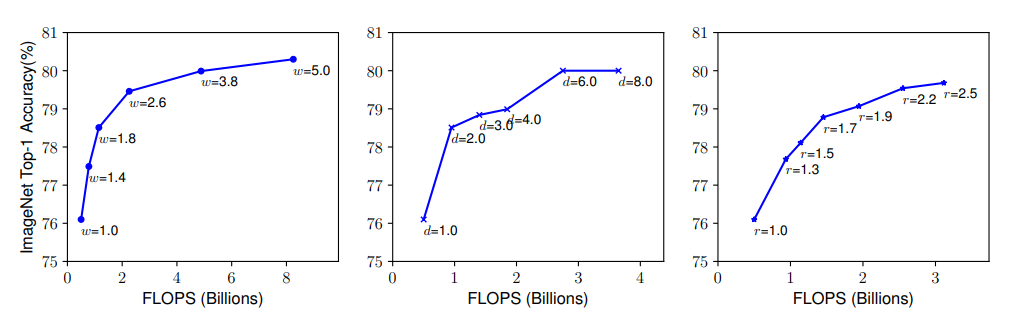 ImageNet Top-1 Accuracy(%)
81
80
79
78
77
76
75
w=1.0
w=1.4
w=1.8
w=2.6
w=3.8
w=5.0
0 2 4 6 8
FLOPS (Billions)
81
80
79
78
77
76
75
d=1.0
d=2.0
d=3.0
d=4.0
d=6.0
d=8.0
0 1 2 3 4
FLOPS (Billions)
81
80
79
78
77
76
75
r=1.0
r=1.3
r=1.5
r=1.7
r=1.9
r=2.2
r=2.5
0 1 2 3
FLOPS (Billions)